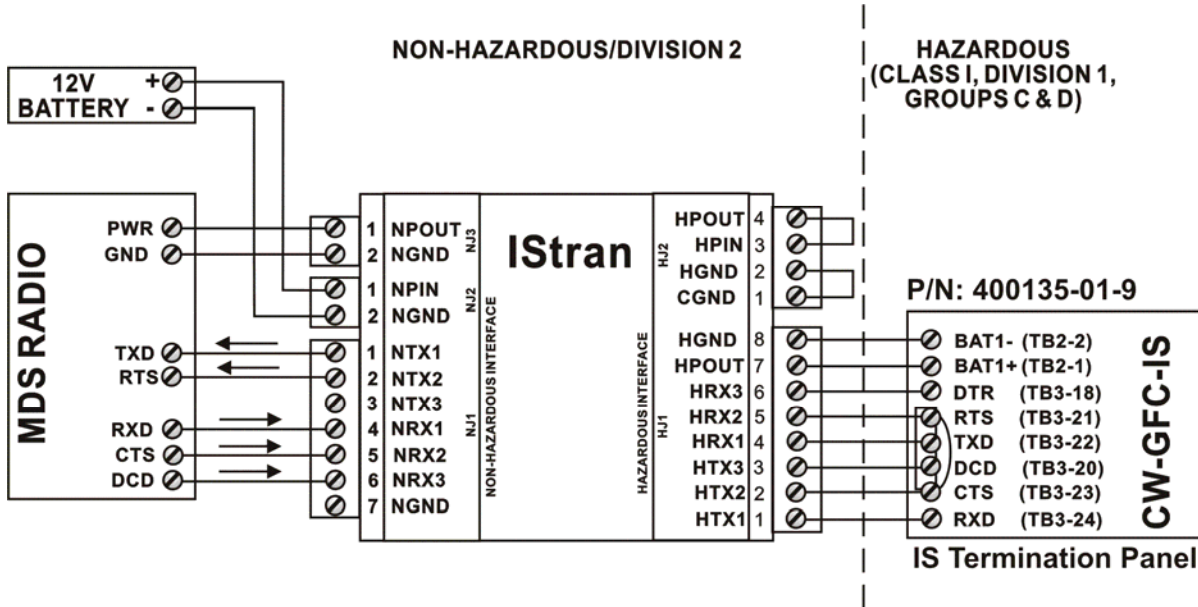 NON-HAZARDOUS/DIVISION 2
HAZARDOUS
(CLASS I, DIVISION 1,
GROUPS C & D)
12V
BATTERY
+
-
MDS RADIO
PWR
GND
TXD
RTS
RXD
CTS
DCD
1 NPOUT
2 NGND
NJ3
1 NPIN
2 NGND
NJ2
1 NTX1
2 NTX2
3 NTX3
4 NRX1
5 NRX2
6 NRX3
7 NGND
NJ1
NON-HAZARDOUS INTERFACE
IStran
HAZARDOUS INTERFACE
HJ2
HPOUT 4
HPIN 3
HGND 2
CGND 1
HJ1
HGND 8
HPOUT 7
HRX3 6
HRX2 5
HRX1 4
HTX3 3
HTX2 2
HTX1 1
P/N: 400135-01-9
BAT1- (TB2-2)
BAT1+ (TB2-1)
DTR (TB3-18)
RTS (TB3-21)
TXD (TB3-22)
DCD (TB3-20)
CTS (TB3-23)
RXD (TB3-24)
CW-GFC-IS
IS Termination Panel